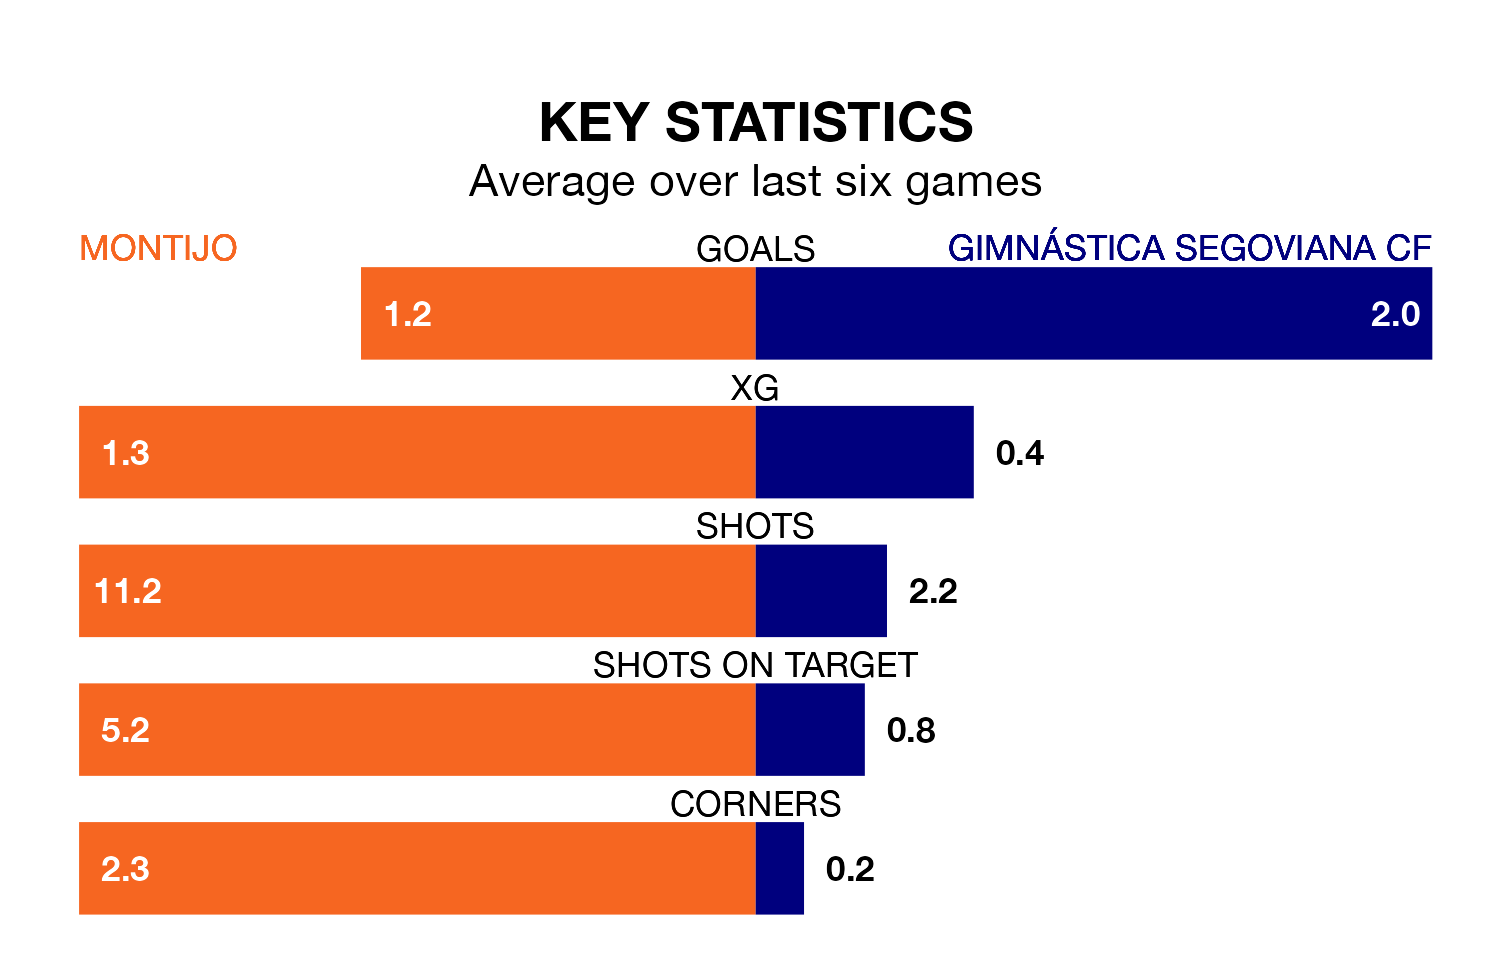 KEY STATISTICS
Average over last six games
MONTIJO GOALS GIMNÁSTICA SEGOVIANA CF
1.2 2.0
XG
1.3 0.4
SHOTS
11.2 2.2
SHOTS ON TARGET
5.2 0.8
CORNERS
2.3 0.2